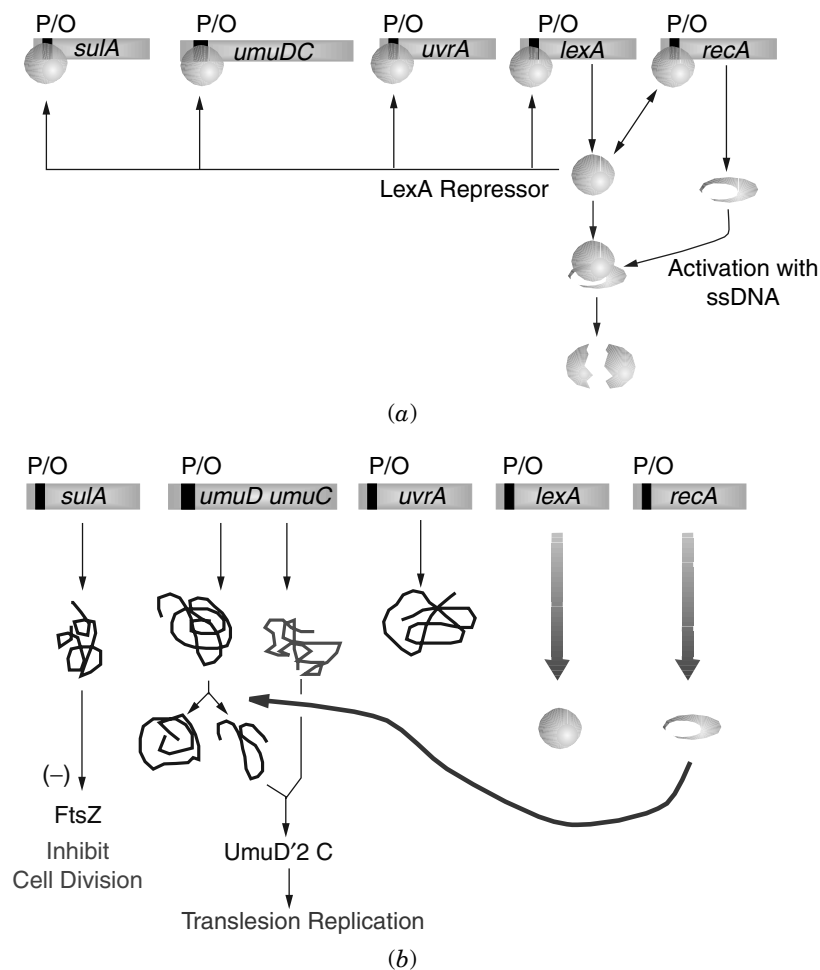 P/O P/O P/O P/O P/O
sulA umuDC uvrA lexA recA
LexA Repressor
Activation with
ssDNA
(a)
P/O P/O P/O P/O P/O
sulA umuD umuC uvrA lexA recA
(–)
FtsZ
Inhibit
Cell Division
UmuD′2 C
Translesion Replication
(b)